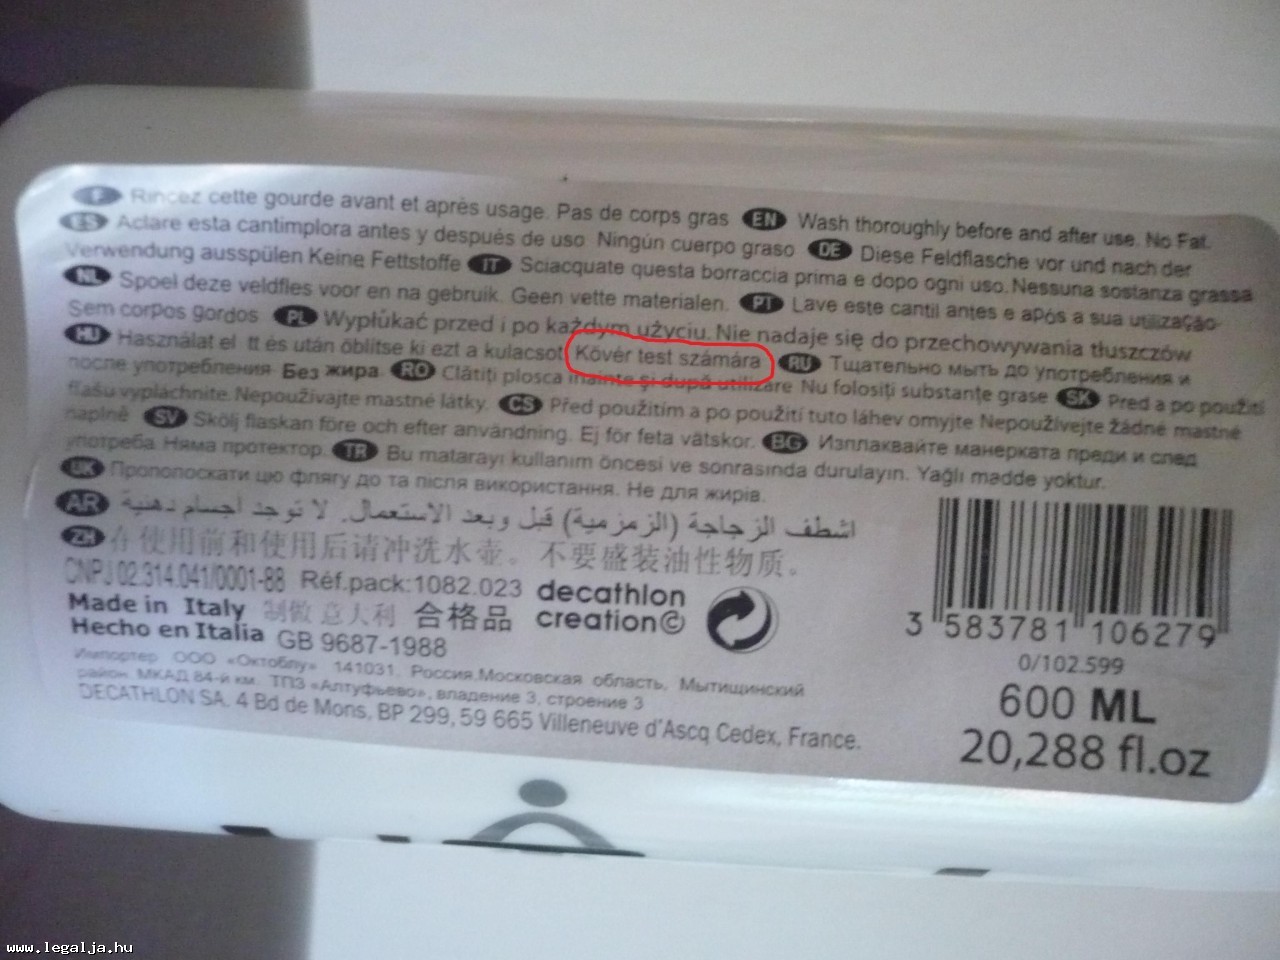 F Rincez cette gourde avant et après usage. Pas de corps gras EN Wash thoroughly before and after use. No Fat.
ES Aclare esta cantimplora antes y después de uso. Ningún cuerpo graso DE Diese Feldflasche vor und nach der
Verwendung ausspülen Keine Fettstoffe IT Sciacquate questa borraccia prima e dopo ogni uso. Nessuna sostanza grassa
NL Spoel deze veldfles voor en na gebruik. Geen vette materialen. PT Lave este cantil antes e após a sua utilização
Sem corpos gordos PL Wypłukać przed i po każdym użyciu. Nie nadaje się do przechowywania tłuszczów
HU Használat el tt és után öblítse ki ezt a kulacsot Kövér test számára RU Тщательно мыть до употребления и
после употребления Без жира. RO Clătiţi plosca înainte şi după utilizare Nu folosiţi substanţe grase SK Pred a po použití
fľašu vypláchnite. Nepoužívajte mastné látky. CS Před použitím a po použití tuto láhev omyjte Nepoužívejte žádné mastné
náplně SV Skölj flaskan före och efter användning. Ej för feta vätskor. BG Изплаквайте манерката преди и след
употреба. Няма протектор. TR Bu matarayı kullanım öncesi ve sonrasında durulayın. Yağlı madde yoktur.
UK Прополоскати цю флягу до та після використання. Не для жирів.
AR اشطف الزجاجة (الزمزمية) قبل وبعد الاستعمال. لا توجد أجسام دهنية
ZH 在使用前和使用后请冲洗水壶。不要盛装油性物质。
CNPJ 02.314.041/0001-88 Réf.pack:1082.023 decathlon
creation©
Made in Italy 制做 意大利 合格品
Hecho en Italia GB 9687-1988
Импортер ООО «Октоблу» 141031, Россия.Московская область, Мытищинский
район, МКАД 84-й км. ТПЗ «Алтуфьево», владение 3, строение 3
DECATHLON SA. 4 Bd de Mons, BP 299, 59 665 Villeneuve d'Ascq Cedex, France.
3 583781 106279
0/102.599
600 ML
20,288 fl.oz
www.legalja.hu